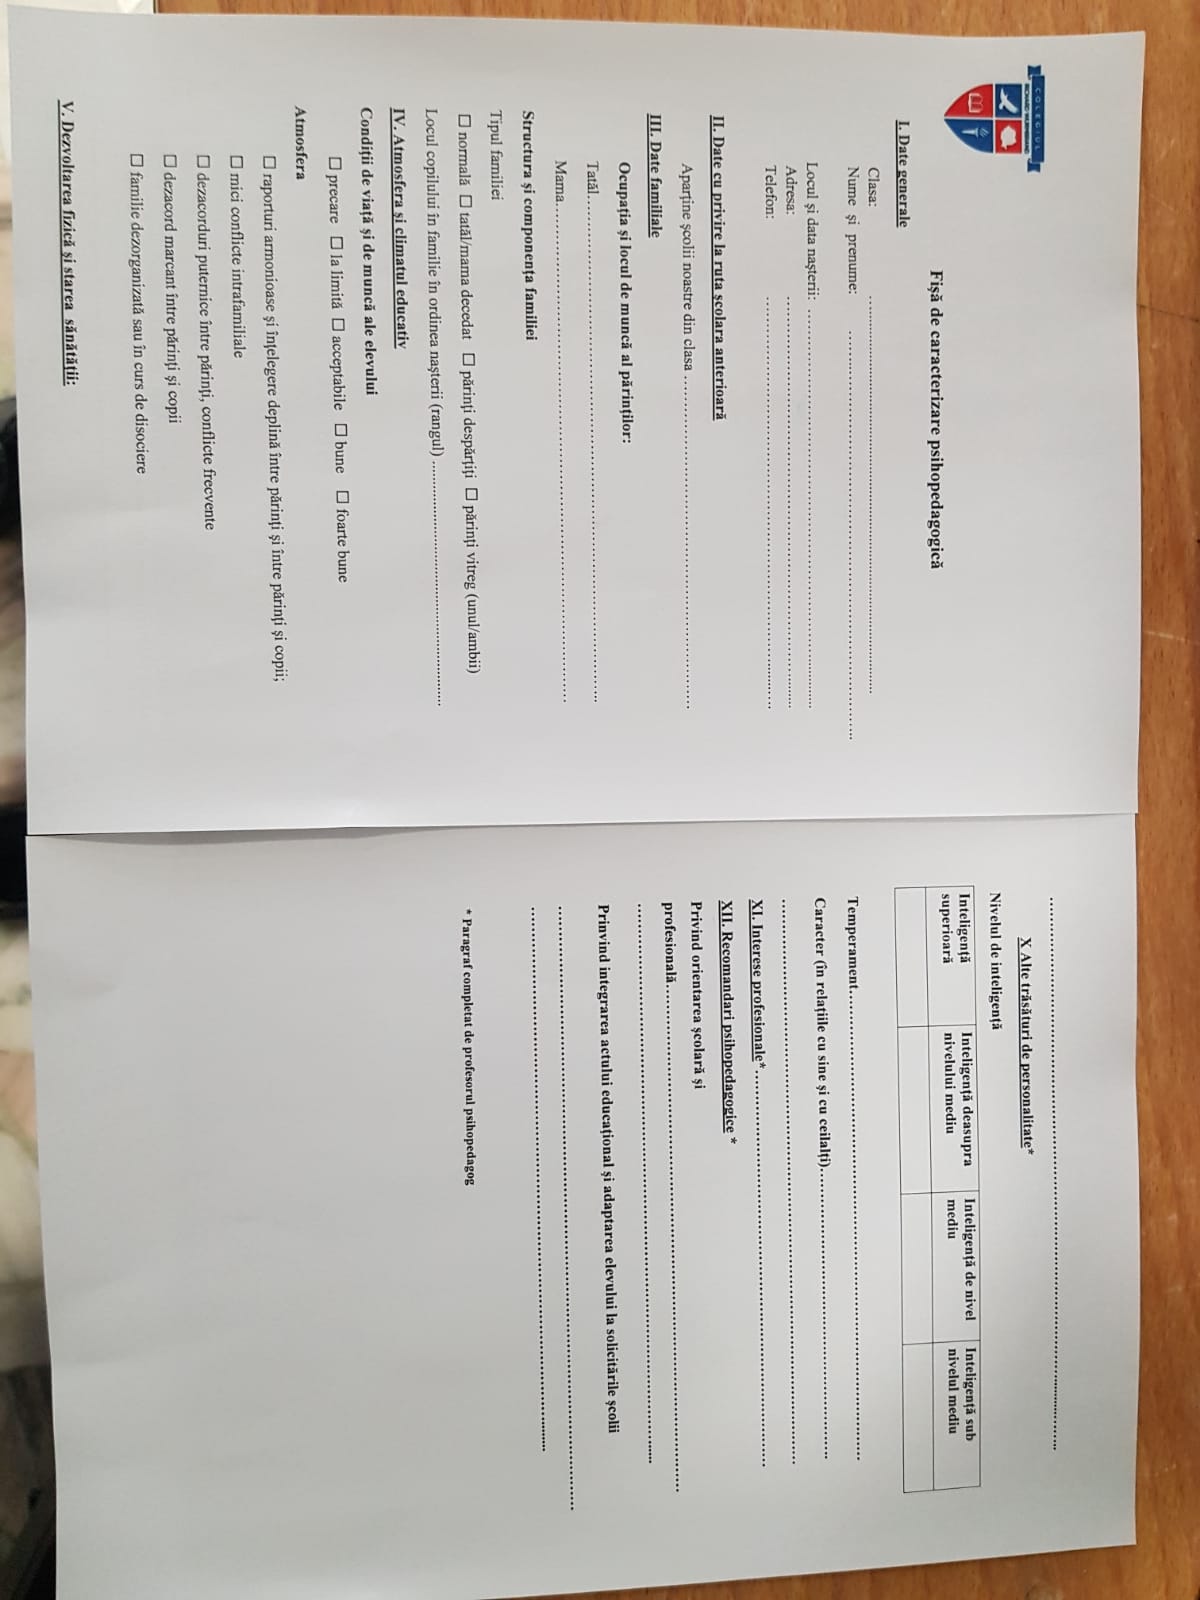 COLEGIUL
Fişă de caracterizare psihopedagogică
I. Date generale
Clasa: ........................................................................
Nume şi prenume: ........................................................................
Locul şi data naşterii: ........................................................................
Adresa: ........................................................................
Telefon: ........................................................................
II. Date cu privire la ruta şcolara anterioară
Aparţine şcolii noastre din clasa ............................................................
III. Date familiale
Ocupaţia şi locul de muncă al părinţilor:
Tatăl........................................................................
Mama........................................................................
Structura şi componenţa familiei
Tipul familiei
☐ normală ☐ tatăl/mama decedat ☐ părinţi despărţiţi ☐ părinţi vitreg (unul/ambii)
Locul copilului în familie în ordinea naşterii (rangul) ............................................................
IV. Atmosfera şi climatul educativ
Condiţii de viaţă şi de muncă ale elevului
☐ precare ☐ la limită ☐ acceptabile ☐ bune ☐ foarte bune
Atmosfera
☐ raporturi armonioase şi înţelegere deplină între părinţi şi între părinţi şi copii;
☐ mici conflicte intrafamiliale
☐ dezacorduri puternice între părinţi, conflicte frecvente
☐ dezacord marcant între părinţi şi copii
☐ familie dezorganizată sau în curs de disociere
V. Dezvoltarea fizică şi starea sănătăţii:
........................................................................
X Alte trăsături de personalitate*
Nivelul de inteligenţă
Inteligenţă superioară Inteligenţă deasupra nivelului mediu Inteligenţă de nivel mediu Inteligenţă sub nivelul mediu
Temperament........................................................................
Caracter (în relaţiile cu sine şi cu ceilalţi)............................................................
........................................................................
XI. Interese profesionale* ............................................................
XII. Recomandari psihopedagogice *
Privind orientarea şcolară şi
profesională........................................................................
........................................................................
Prinvind integrarea actului educaţional şi adaptarea elevului la solicitările şcolii
........................................................................
........................................................................
* Paragraf completat de profesorul psihopedagog